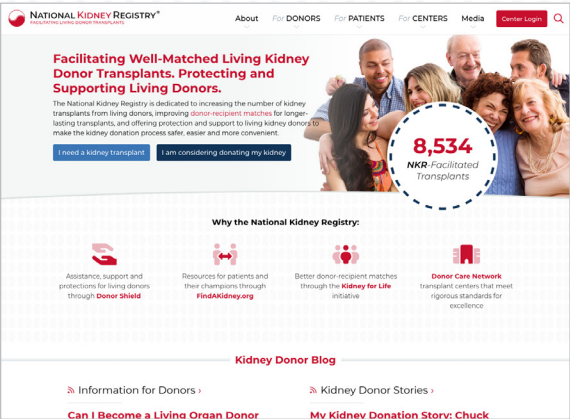 NATIONAL KIDNEY REGISTRY®
FACILITATING LIVING DONOR TRANSPLANTS
About
For DONORS
For PATIENTS
For CENTERS
Media
Center Login
Facilitating Well-Matched Living Kidney
Donor Transplants. Protecting and
Supporting Living Donors.
The National Kidney Registry is dedicated to increasing the number of kidney
transplants from living donors, improving donor-recipient matches for longer-
lasting transplants, and offering protection and support to living kidney donors to
make the kidney donation process safer, easier and more convenient.
I need a kidney transplant
I am considering donating my kidney
8,534
NKR-Facilitated
Transplants
Why the National Kidney Registry:
Assistance, support and
protections for living donors
through Donor Shield
Resources for patients and
their champions through
FindAKidney.org
Better donor-recipient matches
through the Kidney for Life
initiative
Donor Care Network
transplant centers that meet
rigorous standards for
excellence
Kidney Donor Blog
Information for Donors ›
Kidney Donor Stories ›
Can I Become a Living Organ Donor
My Kidney Donation Story: Chuck